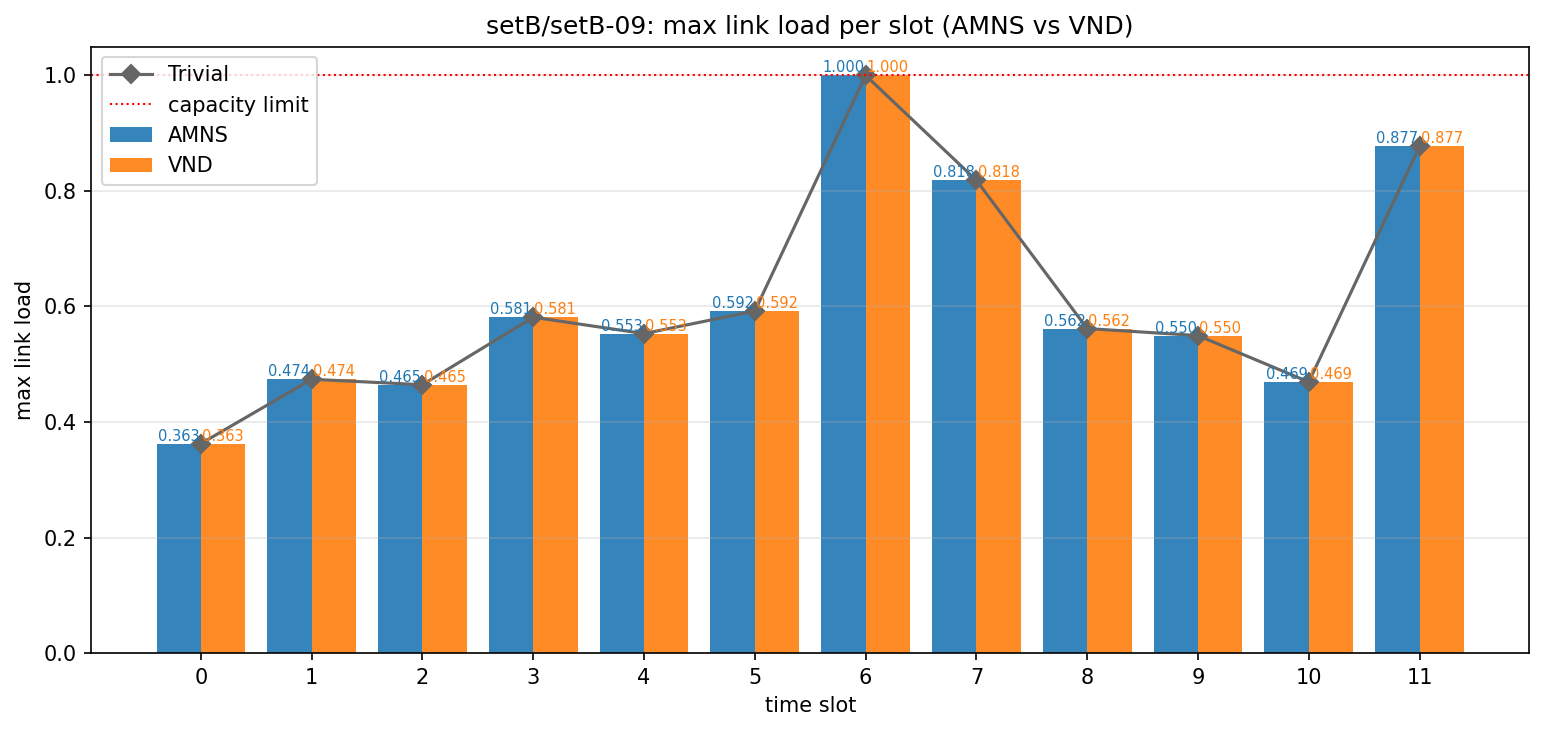 setB/setB-09: max link load per slot (AMNS vs VND)
Trivial
capacity limit
AMNS
VND
max link load
1.0
0.8
0.6
0.4
0.2
0.0
0.363 0.363
0.474 0.474
0.465 0.465
0.581 0.581
0.553 0.553
0.592 0.592
1.000 1.000
0.818 0.818
0.562 0.562
0.550 0.550
0.469 0.469
0.877 0.877
0 1 2 3 4 5 6 7 8 9 10 11
time slot